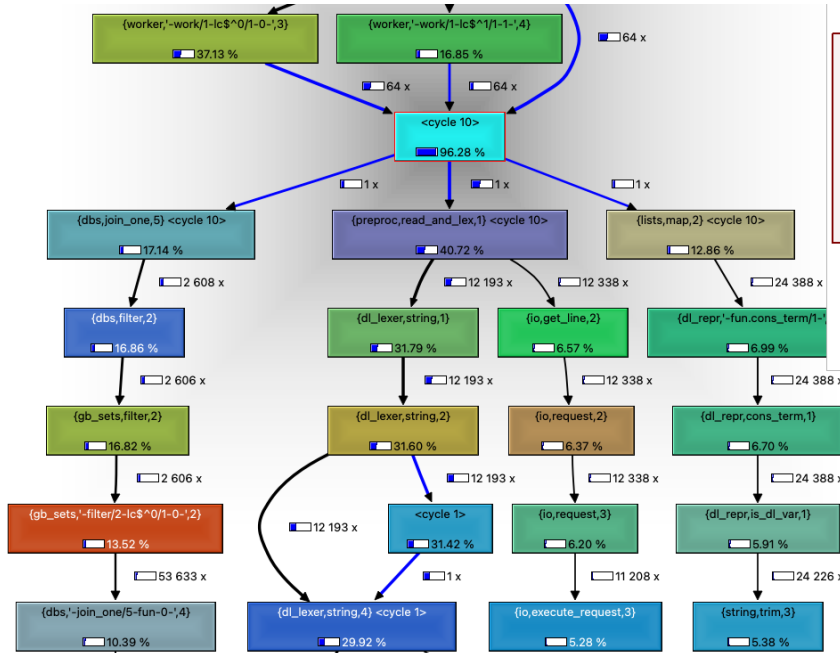 {worker,'-work/1-lc$^0/1-0-',3}
37.13 %
{worker,'-work/1-lc$^1/1-1-',4}
16.85 %
64 x
64 x
64 x
<cycle 10>
96.28 %
1 x
1 x
1 x
{dbs,join_one,5} <cycle 10>
17.14 %
{preproc,read_and_lex,1} <cycle 10>
40.72 %
{lists,map,2} <cycle 10>
12.86 %
2 608 x
12 193 x
12 338 x
24 388 x
{dbs,filter,2}
16.86 %
{dl_lexer,string,1}
31.79 %
{io,get_line,2}
6.57 %
{dl_repr,'-fun.cons_term/1-'
6.99 %
2 606 x
12 193 x
12 338 x
24 388
{gb_sets,filter,2}
16.82 %
{dl_lexer,string,2}
31.60 %
{io,request,2}
6.37 %
{dl_repr,cons_term,1}
6.70 %
2 606 x
12 193 x
12 338 x
24 388 x
{gb_sets,'-filter/2-lc$^0/1-0-',2}
13.52 %
12 193 x
<cycle 1>
31.42 %
{io,request,3}
6.20 %
{dl_repr,is_dl_var,1}
5.91 %
53 633 x
1 x
11 208 x
24 226 x
{dbs,'-join_one/5-fun-0-',4}
10.39 %
{dl_lexer,string,4} <cycle 1>
29.92 %
{io,execute_request,3}
5.28 %
{string,trim,3}
5.38 %